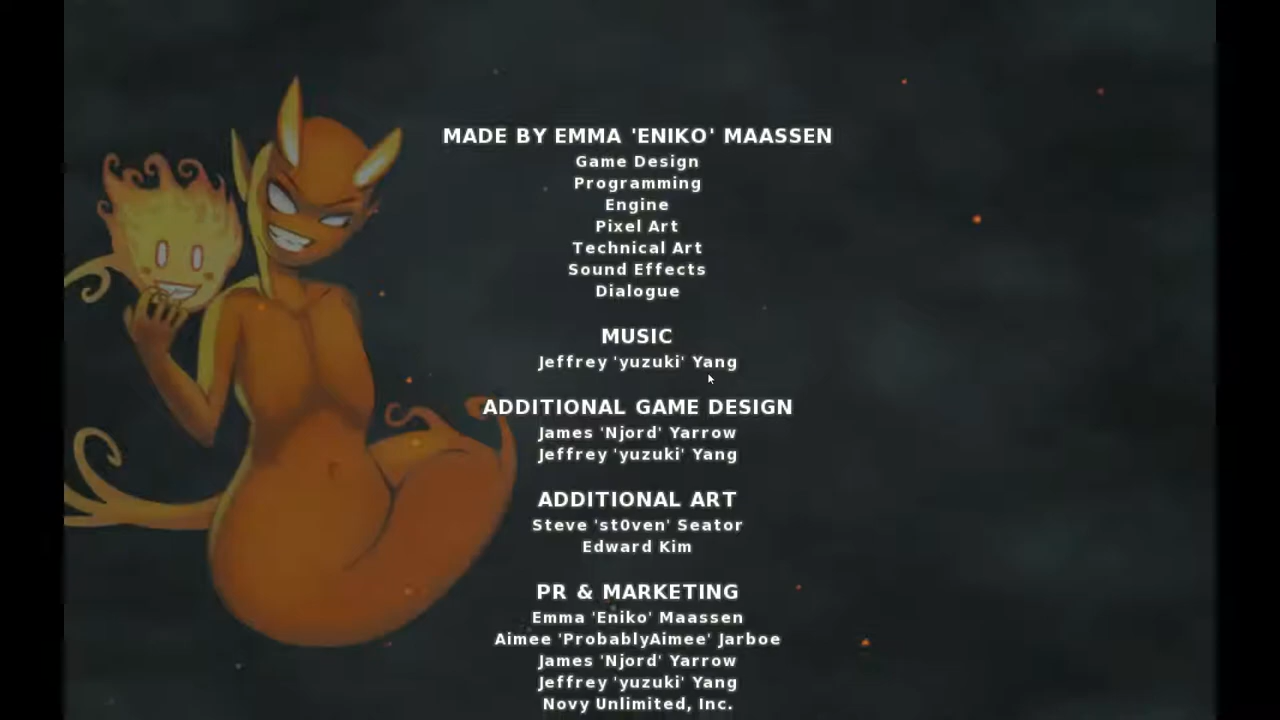 MADE BY EMMA 'ENIKO' MAASSEN
Game Design
Programming
Engine
Pixel Art
Technical Art
Sound Effects
Dialogue
MUSIC
Jeffrey 'yuzuki' Yang
ADDITIONAL GAME DESIGN
James 'Njord' Yarrow
Jeffrey 'yuzuki' Yang
ADDITIONAL ART
Steve 'st0ven' Seator
Edward Kim
PR & MARKETING
Emma 'Eniko' Maassen
Aimee 'ProbablyAimee' Jarboe
James 'Njord' Yarrow
Jeffrey 'yuzuki' Yang
Novy Unlimited, Inc.